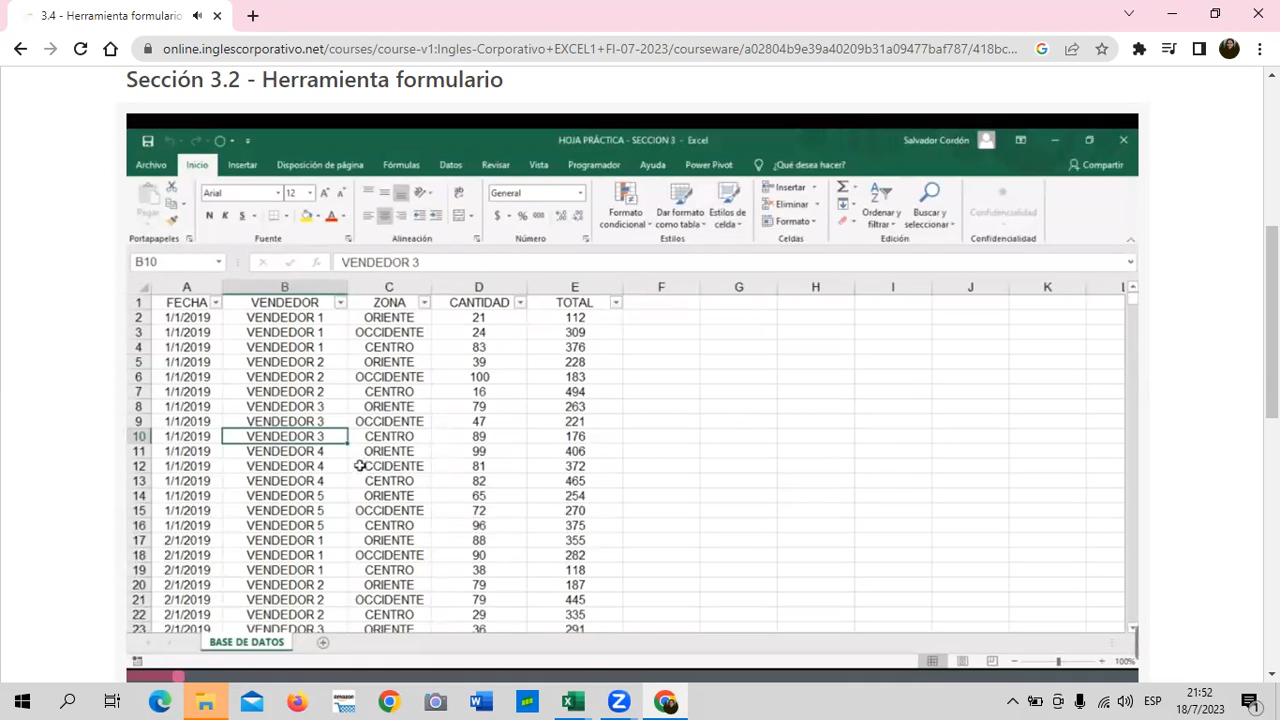 3.4 - Herramienta formulario
online.inglescorporativo.net/courses/course-v1:Ingles-Corporativo+EXCEL1+FI-07-2023/courseware/a02804b9e39a40209b31a09477baf787/418bc...
Sección 3.2 - Herramienta formulario
HOJA PRÁCTICA - SECCION 3 - Excel
Salvador Cordón
Archivo Inicio Insertar Disposición de página Fórmulas Datos Revisar Vista Programador Ayuda Power Pivot ¿Qué desea hacer? Compartir
Arial 12 General
Pegar
N K S
$ % 000
Formato condicional
Dar formato como tabla
Estilos de celda
Insertar
Eliminar
Formato
Ordenar y filtrar
Buscar y seleccionar
Confidencialidad
Portapapeles Fuente Alineación Número Estilos Celdas Edición Confidencialidad
B10 fx VENDEDOR 3
A B C D E F G H I J K
1 FECHA VENDEDOR ZONA CANTIDAD TOTAL
2 1/1/2019 VENDEDOR 1 ORIENTE 21 112
3 1/1/2019 VENDEDOR 1 OCCIDENTE 24 309
4 1/1/2019 VENDEDOR 1 CENTRO 83 376
5 1/1/2019 VENDEDOR 2 ORIENTE 39 228
6 1/1/2019 VENDEDOR 2 OCCIDENTE 100 183
7 1/1/2019 VENDEDOR 2 CENTRO 16 494
8 1/1/2019 VENDEDOR 3 ORIENTE 79 263
9 1/1/2019 VENDEDOR 3 OCCIDENTE 47 221
10 1/1/2019 VENDEDOR 3 CENTRO 89 176
11 1/1/2019 VENDEDOR 4 ORIENTE 99 406
12 1/1/2019 VENDEDOR 4 OCCIDENTE 81 372
13 1/1/2019 VENDEDOR 4 CENTRO 82 465
14 1/1/2019 VENDEDOR 5 ORIENTE 65 254
15 1/1/2019 VENDEDOR 5 OCCIDENTE 72 270
16 1/1/2019 VENDEDOR 5 CENTRO 96 375
17 2/1/2019 VENDEDOR 1 ORIENTE 88 355
18 2/1/2019 VENDEDOR 1 OCCIDENTE 90 282
19 2/1/2019 VENDEDOR 1 CENTRO 38 118
20 2/1/2019 VENDEDOR 2 ORIENTE 79 187
21 2/1/2019 VENDEDOR 2 OCCIDENTE 79 445
22 2/1/2019 VENDEDOR 2 CENTRO 29 335
23 2/1/2019 VENDEDOR 3 ORIENTE 36 291
BASE DE DATOS
100%
amazon
ESP
21:52
18/7/2023